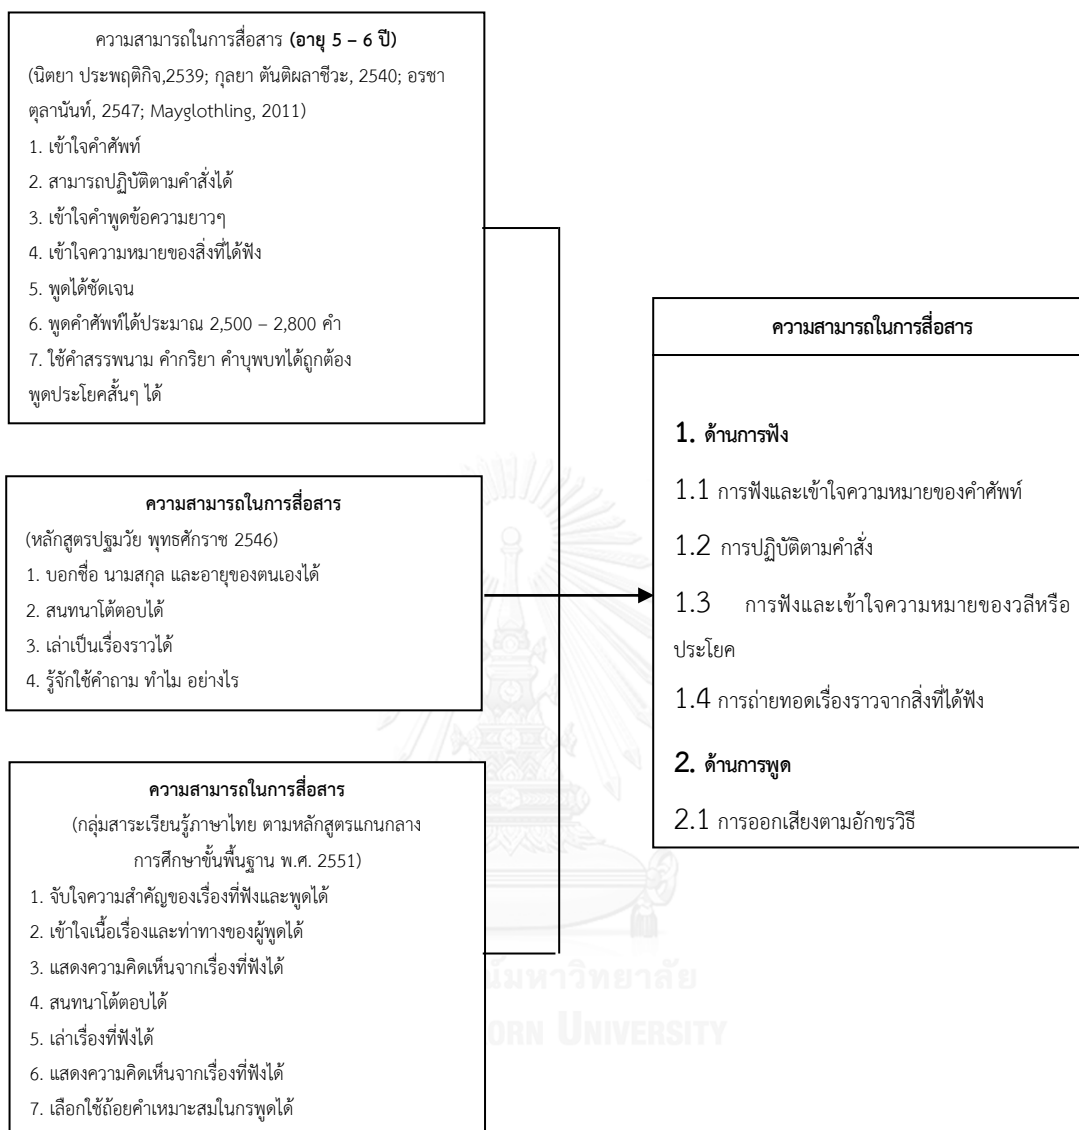 ความสามารถในการสื่อสาร (อายุ 5 – 6 ปี)
(นิตยา ประพฤติกิจ,2539; กุลยา ตันติผลาชีวะ, 2540; อรชา
ตุลานันท์, 2547; Mayglothling, 2011)
1. เข้าใจคำศัพท์
2. สามารถปฏิบัติตามคำสั่งได้
3. เข้าใจคำพูดข้อความยาวๆ
4. เข้าใจความหมายของสิ่งที่ได้ฟัง
5. พูดได้ชัดเจน
6. พูดคำศัพท์ได้ประมาณ 2,500 – 2,800 คำ
7. ใช้คำสรรพนาม คำกริยา คำบุพบทได้ถูกต้อง
พูดประโยคสั้นๆ ได้
ความสามารถในการสื่อสาร
(หลักสูตรปฐมวัย พุทธศักราช 2546)
1. บอกชื่อ นามสกุล และอายุของตนเองได้
2. สนทนาโต้ตอบได้
3. เล่าเป็นเรื่องราวได้
4. รู้จักใช้คำถาม ทำไม อย่างไร
ความสามารถในการสื่อสาร
(กลุ่มสาระเรียนรู้ภาษาไทย ตามหลักสูตรแกนกลาง
การศึกษาขั้นพื้นฐาน พ.ศ. 2551)
1. จับใจความสำคัญของเรื่องที่ฟังและพูดได้
2. เข้าใจเนื้อเรื่องและท่าทางของผู้พูดได้
3. แสดงความคิดเห็นจากเรื่องที่ฟังได้
4. สนทนาโต้ตอบได้
5. เล่าเรื่องที่ฟังได้
6. แสดงความคิดเห็นจากเรื่องที่ฟังได้
7. เลือกใช้ถ้อยคำเหมาะสมในกรพูดได้
ความสามารถในการสื่อสาร
1. ด้านการฟัง
1.1 การฟังและเข้าใจความหมายของคำศัพท์
1.2 การปฏิบัติตามคำสั่ง
1.3 การฟังและเข้าใจความหมายของวลีหรือ
ประโยค
1.4 การถ่ายทอดเรื่องราวจากสิ่งที่ได้ฟัง
2. ด้านการพูด
2.1 การออกเสียงตามอักขรวิธี
น์มหาวิทยาลัย
ORN UNIVERSITY